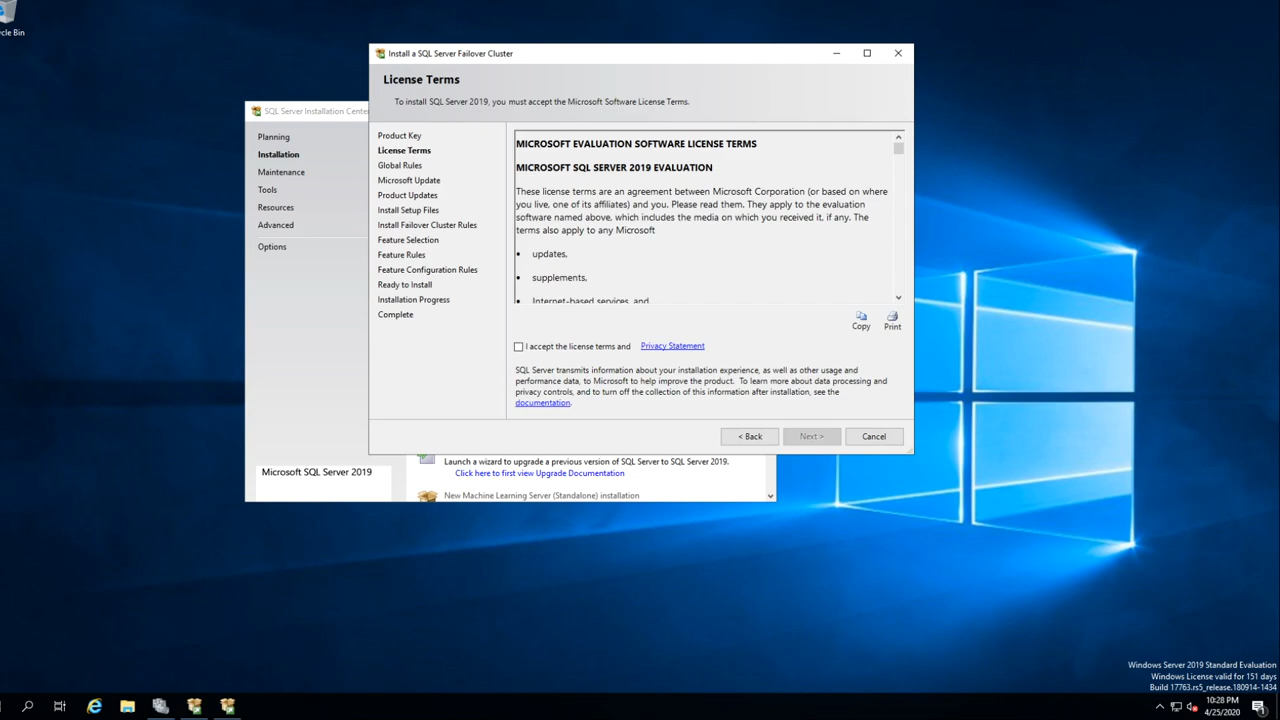 cle Bin
Install a SQL Server Failover Cluster
License Terms
To install SQL Server 2019, you must accept the Microsoft Software License Terms.
SQL Server Installation Cente
Planning
Installation
Maintenance
Tools
Resources
Advanced
Options
Microsoft SQL Server 2019
Product Key
License Terms
Global Rules
Microsoft Update
Product Updates
Install Setup Files
Install Failover Cluster Rules
Feature Selection
Feature Rules
Feature Configuration Rules
Ready to Install
Installation Progress
Complete
MICROSOFT EVALUATION SOFTWARE LICENSE TERMS
MICROSOFT SQL SERVER 2019 EVALUATION
These license terms are an agreement between Microsoft Corporation (or based on where
you live, one of its affiliates) and you. Please read them. They apply to the evaluation
software named above, which includes the media on which you received it, if any. The
terms also apply to any Microsoft
• updates,
• supplements,
• Internet-based services, and
Copy Print
I accept the license terms and Privacy Statement
SQL Server transmits information about your installation experience, as well as other usage and
performance data, to Microsoft to help improve the product. To learn more about data processing and
privacy controls, and to turn off the collection of this information after installation, see the
documentation.
< Back Next > Cancel
Launch a wizard to upgrade a previous version of SQL Server to SQL Server 2019.
Click here to first view Upgrade Documentation
New Machine Learning Server (Standalone) installation
Windows Server 2019 Standard Evaluation
Windows License valid for 151 days
Build 17763.rs5_release.180914-1434
10:28 PM
4/25/2020
1